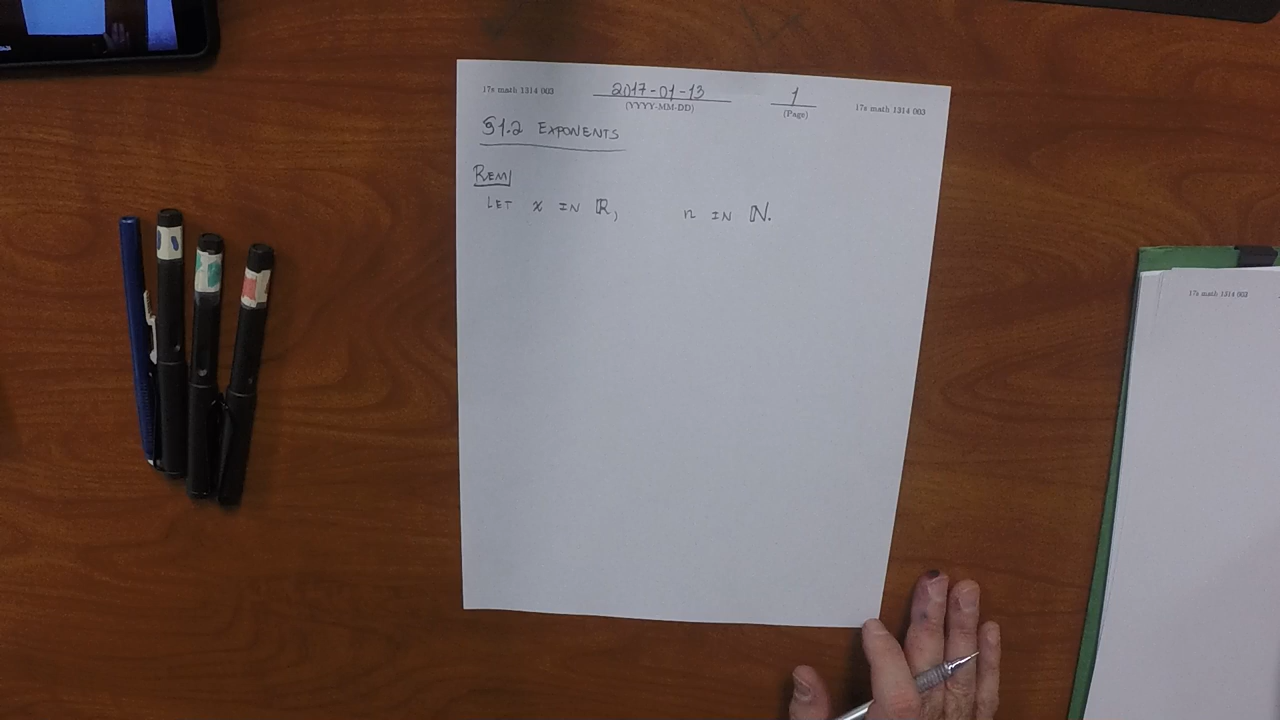 17s math 1314 003 2017-01-13 1 17s math 1314 003
(YYYY-MM-DD) (Page)
§1.2 EXPONENTS
REM
LET x IN ℝ, n IN ℕ.
17s math 1314 003